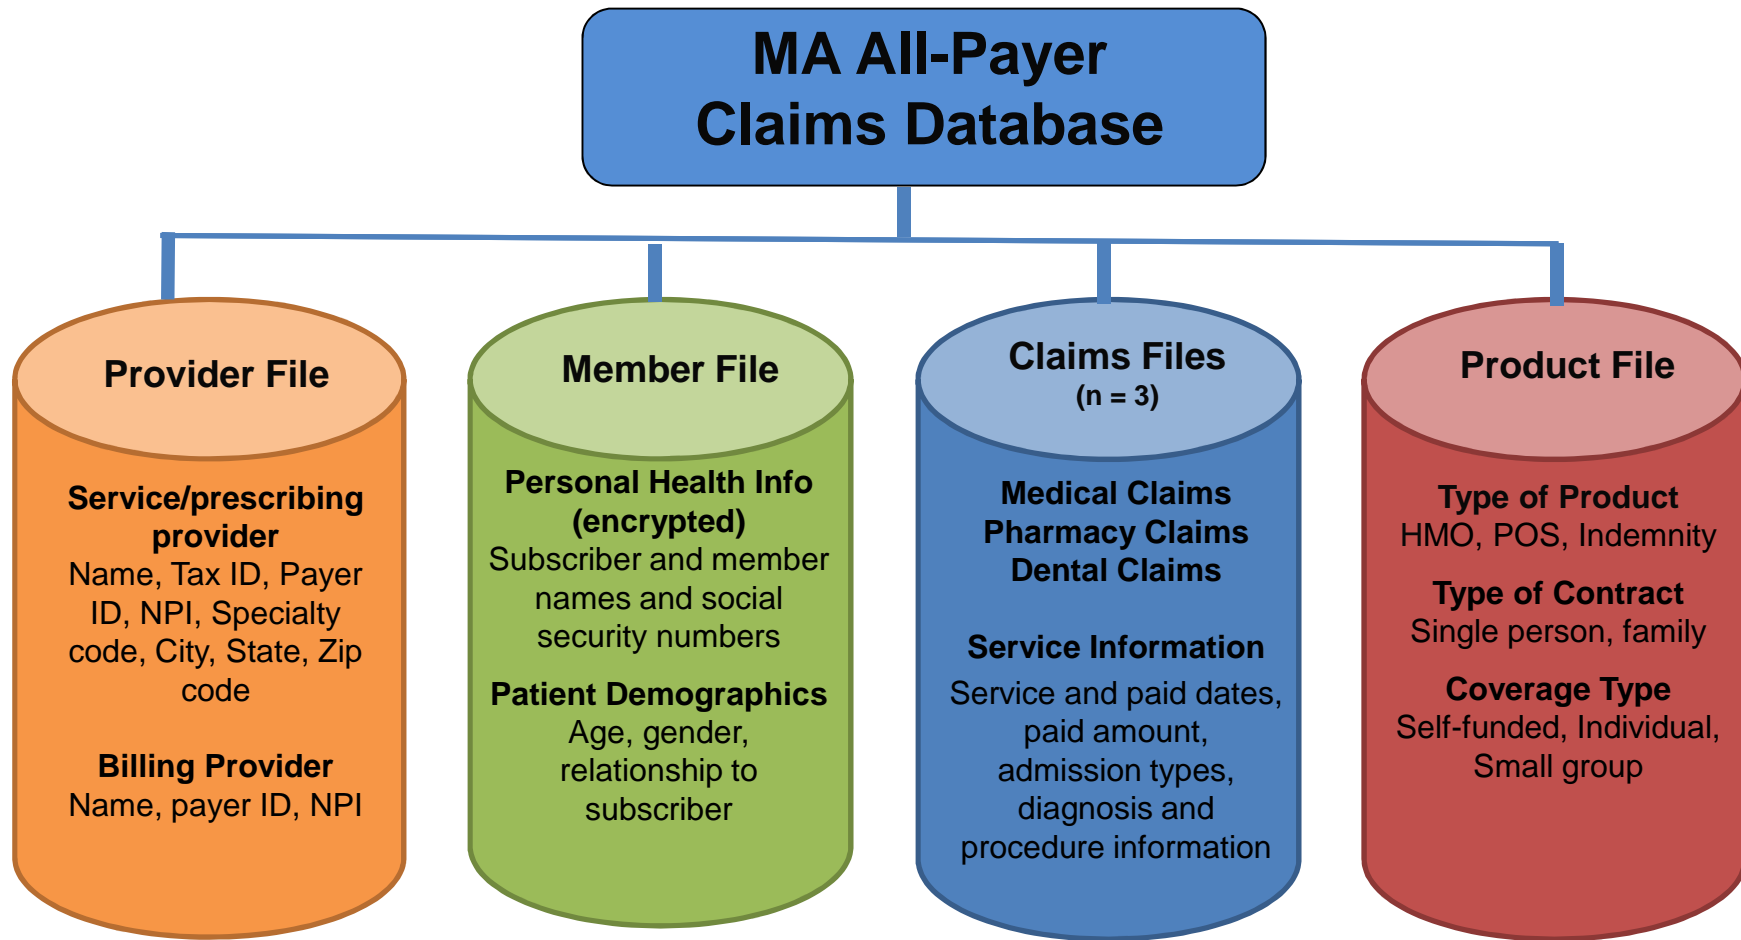 MA All-Payer
Claims Database
Provider File
Service/prescribing
provider
Name, Tax ID, Payer
ID, NPI, Specialty
code, City, State, Zip
code
Billing Provider
Name, payer ID, NPI
Member File
Personal Health Info
(encrypted)
Subscriber and member
names and social
security numbers
Patient Demographics
Age, gender,
relationship to
subscriber
Claims Files
(n = 3)
Medical Claims
Pharmacy Claims
Dental Claims
Service Information
Service and paid dates,
paid amount,
admission types,
diagnosis and
procedure information
Product File
Type of Product
HMO, POS, Indemnity
Type of Contract
Single person, family
Coverage Type
Self-funded, Individual,
Small group